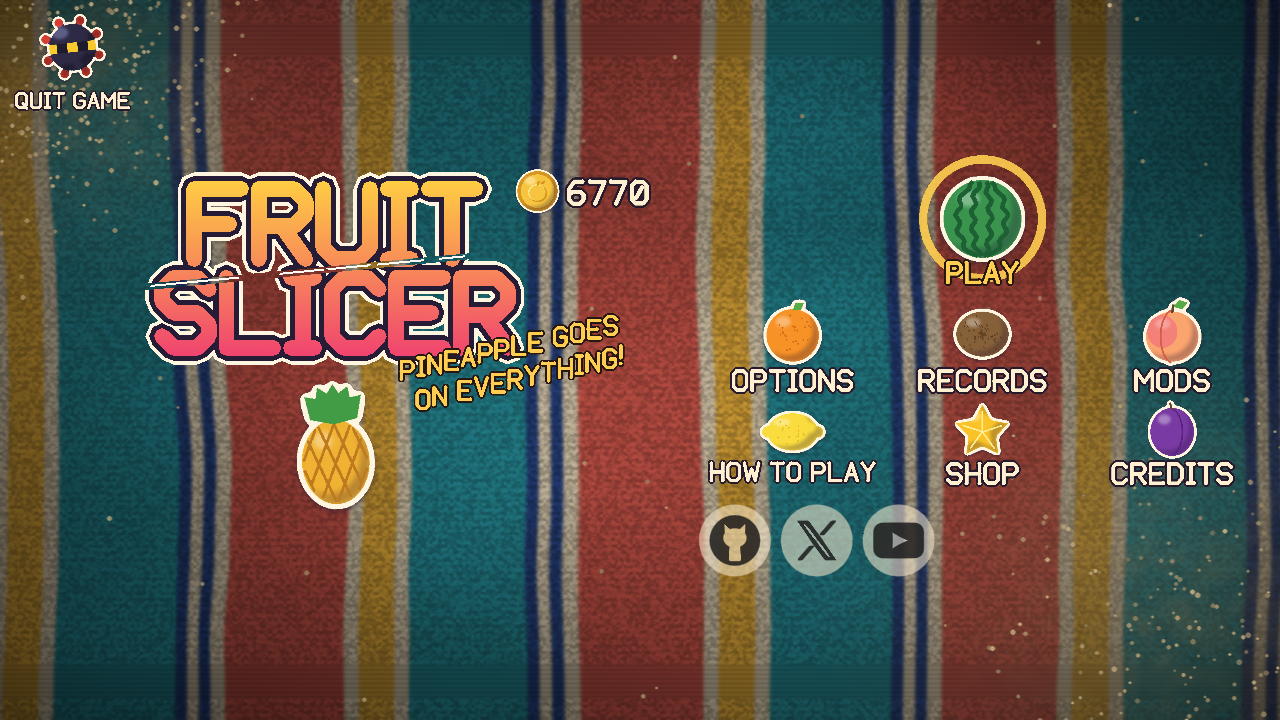 QUIT GAME
FRUIT
SLICER
6770
PINEAPPLE GOES
ON EVERYTHING!
PLAY
OPTIONS
RECORDS
MODS
HOW TO PLAY
SHOP
CREDITS